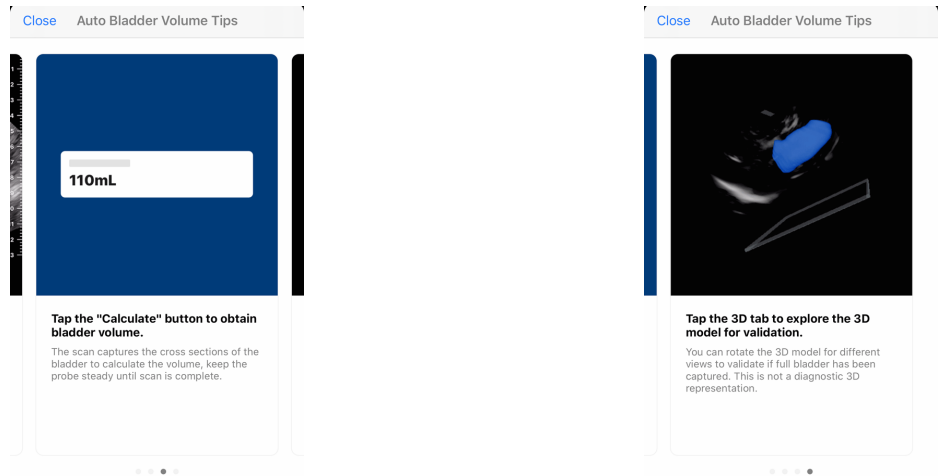 Close Auto Bladder Volume Tips
110mL
Tap the "Calculate" button to obtain
bladder volume.
The scan captures the cross sections of the
bladder to calculate the volume, keep the
probe steady until scan is complete.
Close Auto Bladder Volume Tips
Tap the 3D tab to explore the 3D
model for validation.
You can rotate the 3D model for different
views to validate if full bladder has been
captured. This is not a diagnostic 3D
representation.